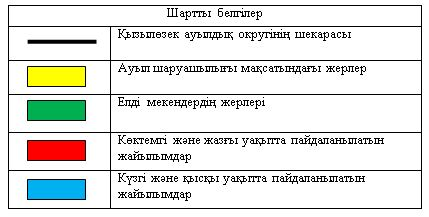 Шартты белгілер
Қызылөзек ауылдық округінің шекарасы
Ауыл шаруашылығы мақсатындағы жерлер
Елді мекендердің жерлері
Көктемгі және жазғы уақытта пайдаланылатын
жайылымдар
Күзгі және қысқы уақытта пайдаланылатын
жайылымдар